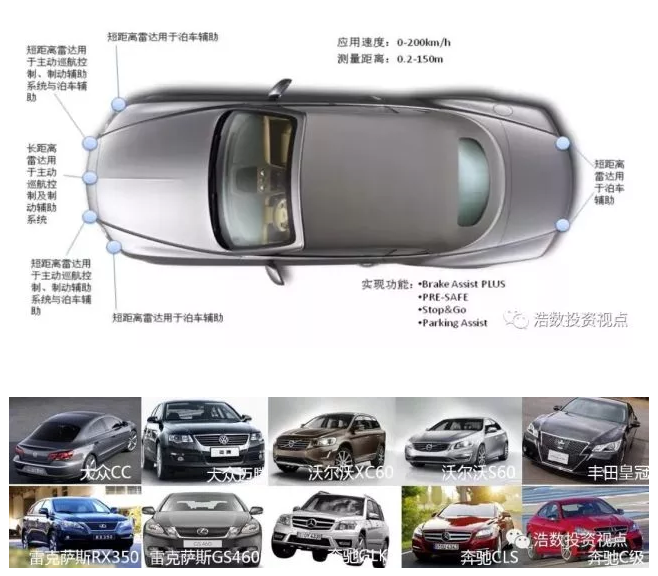 短距离雷达用于泊车辅助
应用速度：0-200km/h
测量距离：0.2-150m
短距离雷达用
于主动巡航控
制、制动辅助
系统与泊车辅
助
长距离
雷达用
于主动
巡航控
制及制
动辅助
系统
短距离
雷达用
于泊车
辅助
短距离雷达用
于主动巡航控
制、制动辅助
系统与泊车辅
助
短距离雷达用于泊车辅助
实现功能：•Brake Assist PLUS
•PRE-SAFE
•Stop&Go
•Parking Assist
浩数投资视点
大众CC
大众迈腾
沃尔沃XC60
沃尔沃S60
丰田皇冠
雷克萨斯RX350
雷克萨斯GS460
奔驰GLK
奔驰CLS
浩数投资视点
奔驰C级